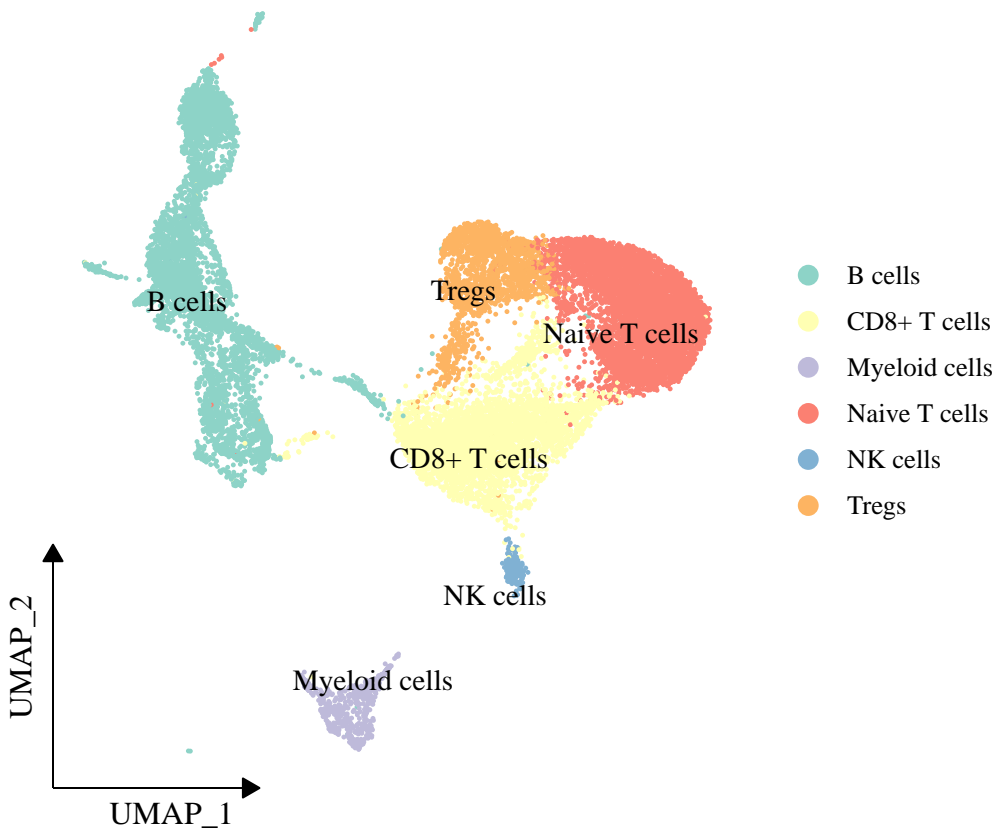 B cells
Tregs
Naive T cells
CD8+ T cells
NK cells
Myeloid cells
UMAP_2
UMAP_1
B cells
CD8+ T cells
Myeloid cells
Naive T cells
NK cells
Tregs